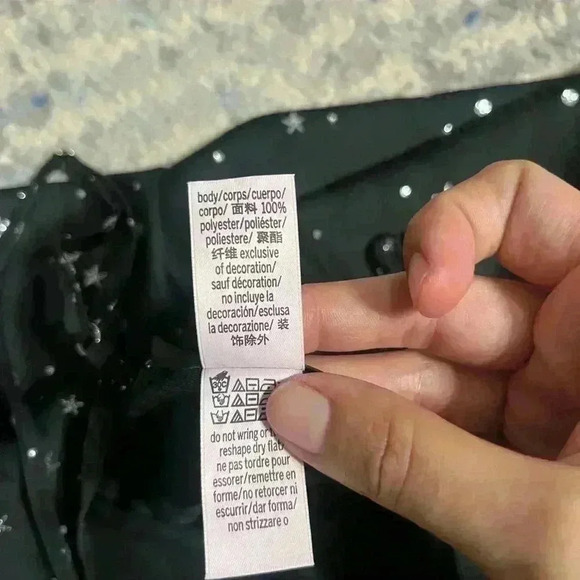 body/corps/cuerpo/
corpo/ 面料 100%
polyester/poliéster/
poliestere/ 聚酯
纤维 exclusive
of decoration/
sauf décoration/
no incluye la
decoración/esclusa
la decorazione/ 装
饰除外
do not wring or
reshape dry flat
ne pas tordre pour
essorer/remettre en
forme/no retorcer ni
escurrir/dar forma/
non strizzare o